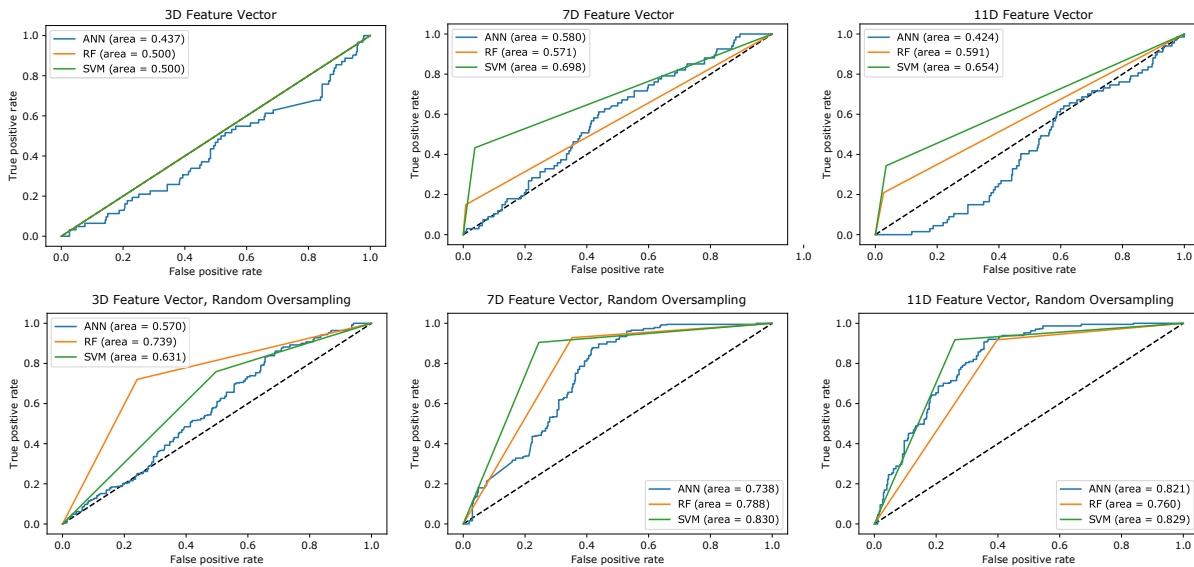 3D Feature Vector
ANN (area = 0.437)
RF (area = 0.500)
SVM (area = 0.500)
True positive rate
1.0
0.8
0.6
0.4
0.2
0.0
0.0
0.2
0.4
0.6
0.8
1.0
False positive rate
7D Feature Vector
ANN (area = 0.580)
RF (area = 0.571)
SVM (area = 0.698)
True positive rate
1.0
0.8
0.6
0.4
0.2
0.0
0.0
0.2
0.4
0.6
0.8
1.0
0.0
False positive rate
11D Feature Vector
ANN (area = 0.424)
RF (area = 0.591)
SVM (area = 0.654)
True positive rate
1.0
0.8
0.6
0.4
0.2
0.0
0.0
0.2
0.4
0.6
0.8
1.0
False positive rate
3D Feature Vector, Random Oversampling
ANN (area = 0.570)
RF (area = 0.739)
SVM (area = 0.631)
True positive rate
1.0
0.8
0.6
0.4
0.2
0.0
0.0
0.2
0.4
0.6
0.8
1.0
False positive rate
7D Feature Vector, Random Oversampling
True positive rate
1.0
0.8
0.6
0.4
0.2
0.0
ANN (area = 0.738)
RF (area = 0.788)
SVM (area = 0.830)
0.0
0.2
0.4
0.6
0.8
1.0
False positive rate
11D Feature Vector, Random Oversampling
True positive rate
1.0
0.8
0.6
0.4
0.2
0.0
ANN (area = 0.821)
RF (area = 0.760)
SVM (area = 0.829)
0.0
0.2
0.4
0.6
0.8
1.0
False positive rate